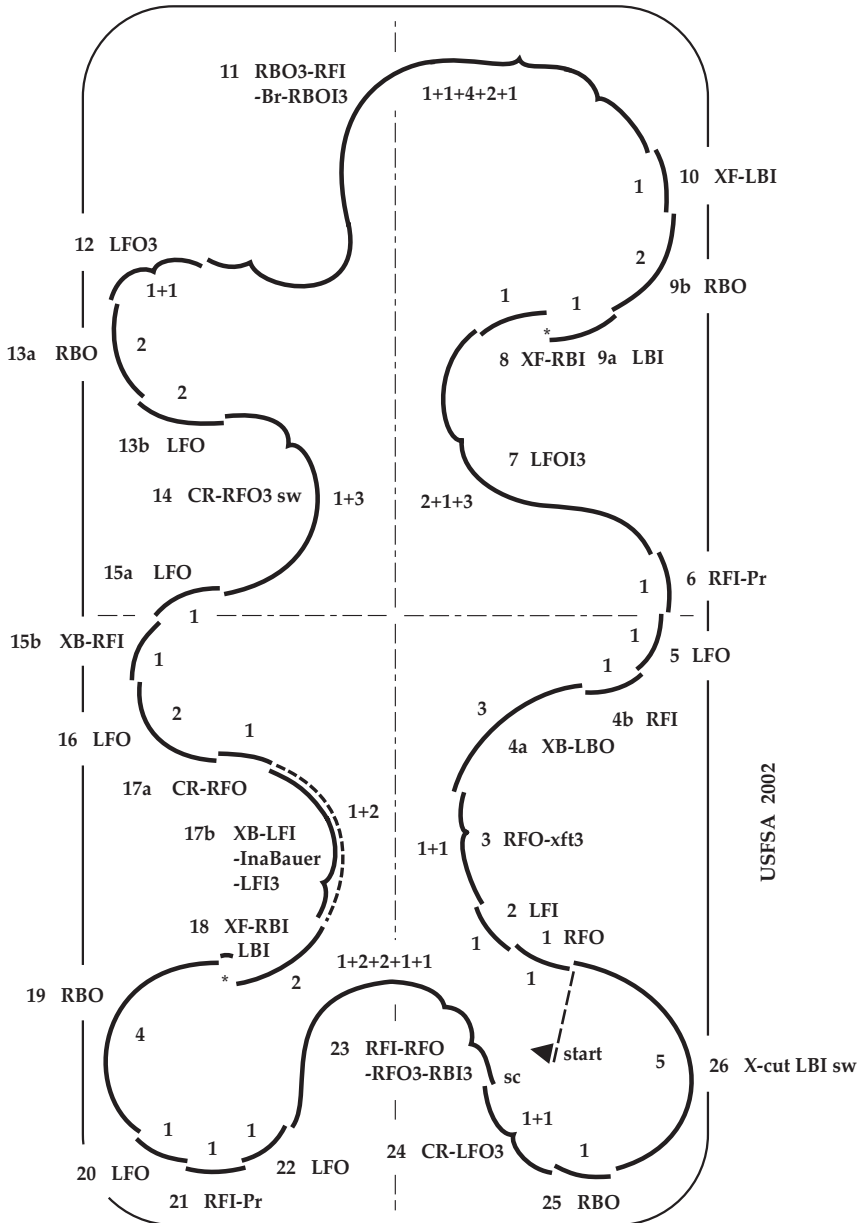 11 RBO3-RFI
-Br-RBOI3
1+1+4+2+1
1
10 XF-LBI
12 LFO3
1+1
2
9b RBO
1
1
*
8 XF-RBI
9a LBI
13a RBO
2
2
13b LFO
7 LFOI3
14 CR-RFO3 sw
1+3
2+1+3
15a LFO
1
6 RFI-Pr
1
15b XB-RFI
1
1
5 LFO
1
4b RFI
2
16 LFO
1
3
4a XB-LBO
17a CR-RFO
1+2
17b XB-LFI
-InaBauer
-LFI3
1+1
3 RFO-xft3
USFSA 2002
18 XF-RBI
LBI
*
2
2 LFI
1
1 RFO
1
1+2+2+1+1
19 RBO
4
23 RFI-RFO
-RFO3-RBI3
sc
start
5
26 X-cut LBI sw
1
1
1
20 LFO
21 RFI-Pr
22 LFO
24 CR-LFO3
1+1
1
25 RBO